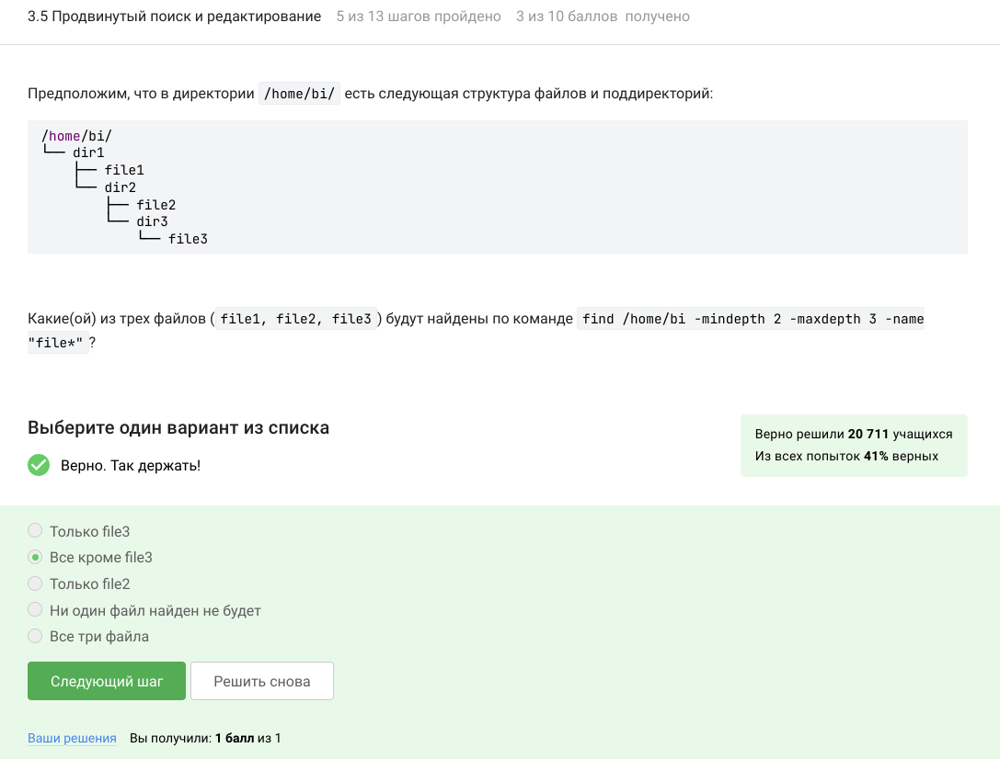 3.5 Продвинутый поиск и редактирование 5 из 13 шагов пройдено 3 из 10 баллов получено
Предположим, что в директории /home/bi/ есть следующая структура файлов и поддиректорий:
/home/bi/
└── dir1
    ├── file1
    └── dir2
        ├── file2
        └── dir3
            └── file3
Какие(ой) из трех файлов ( file1, file2, file3 ) будут найдены по команде find /home/bi -mindepth 2 -maxdepth 3 -name
"file*" ?
Выберите один вариант из списка
Верно решили 20 711 учащихся
Из всех попыток 41% верных
Верно. Так держать!
Только file3
Все кроме file3
Только file2
Ни один файл найден не будет
Все три файла
Следующий шаг Решить снова
Ваши решения Вы получили: 1 балл из 1